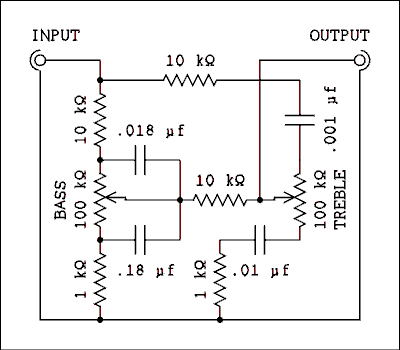 INPUT
OUTPUT
10 kΩ
10 kΩ
.018 µf
.001 µf
BASS
100 kΩ
10 kΩ
100 kΩ
TREBLE
1 kΩ
.18 µf
1 kΩ
.01 µf